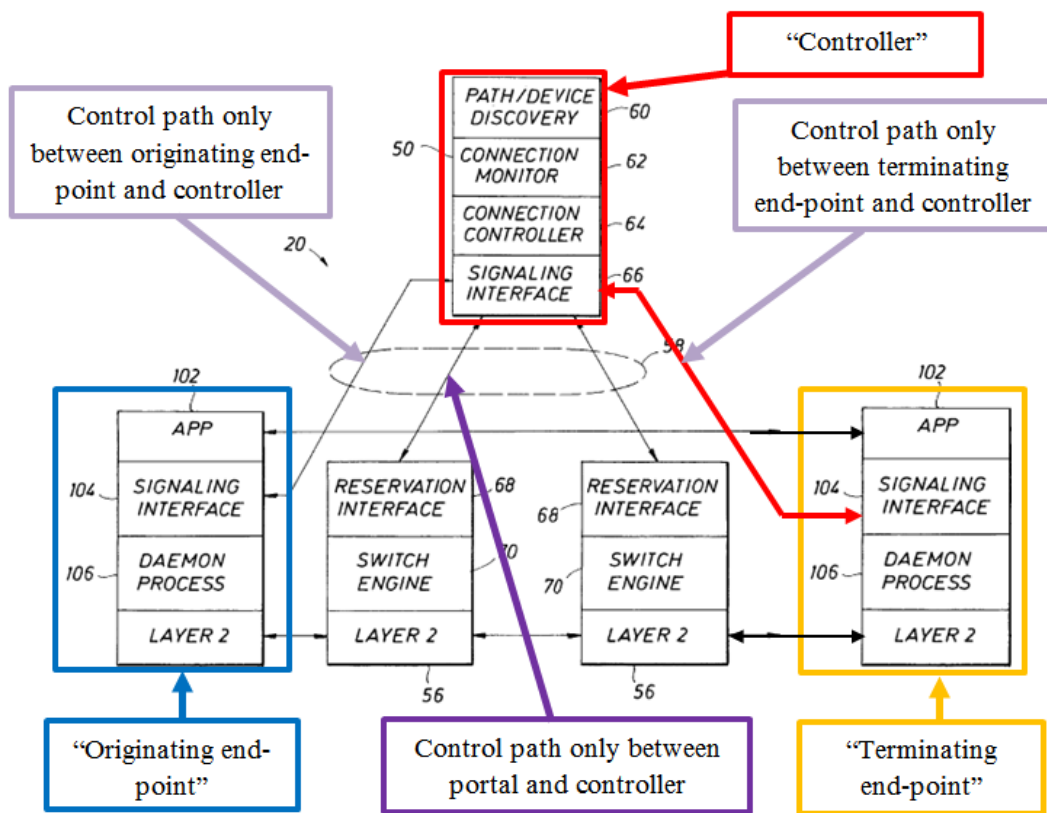 “Controller”
Control path only
between originating end-
point and controller
Control path only
between terminating
end-point and controller
PATH/DEVICE
DISCOVERY
60
50
CONNECTION
MONITOR
62
CONNECTION
CONTROLLER
64
SIGNALING
INTERFACE
66
20
58
102
APP
104
SIGNALING
INTERFACE
106
DAEMON
PROCESS
LAYER 2
RESERVATION
INTERFACE
68
SWITCH
ENGINE
70
LAYER 2
56
RESERVATION
INTERFACE
68
SWITCH
ENGINE
70
LAYER 2
56
102
APP
104
SIGNALING
INTERFACE
106
DAEMON
PROCESS
LAYER 2
“Originating end-
point”
Control path only between
portal and controller
“Terminating
end-point”